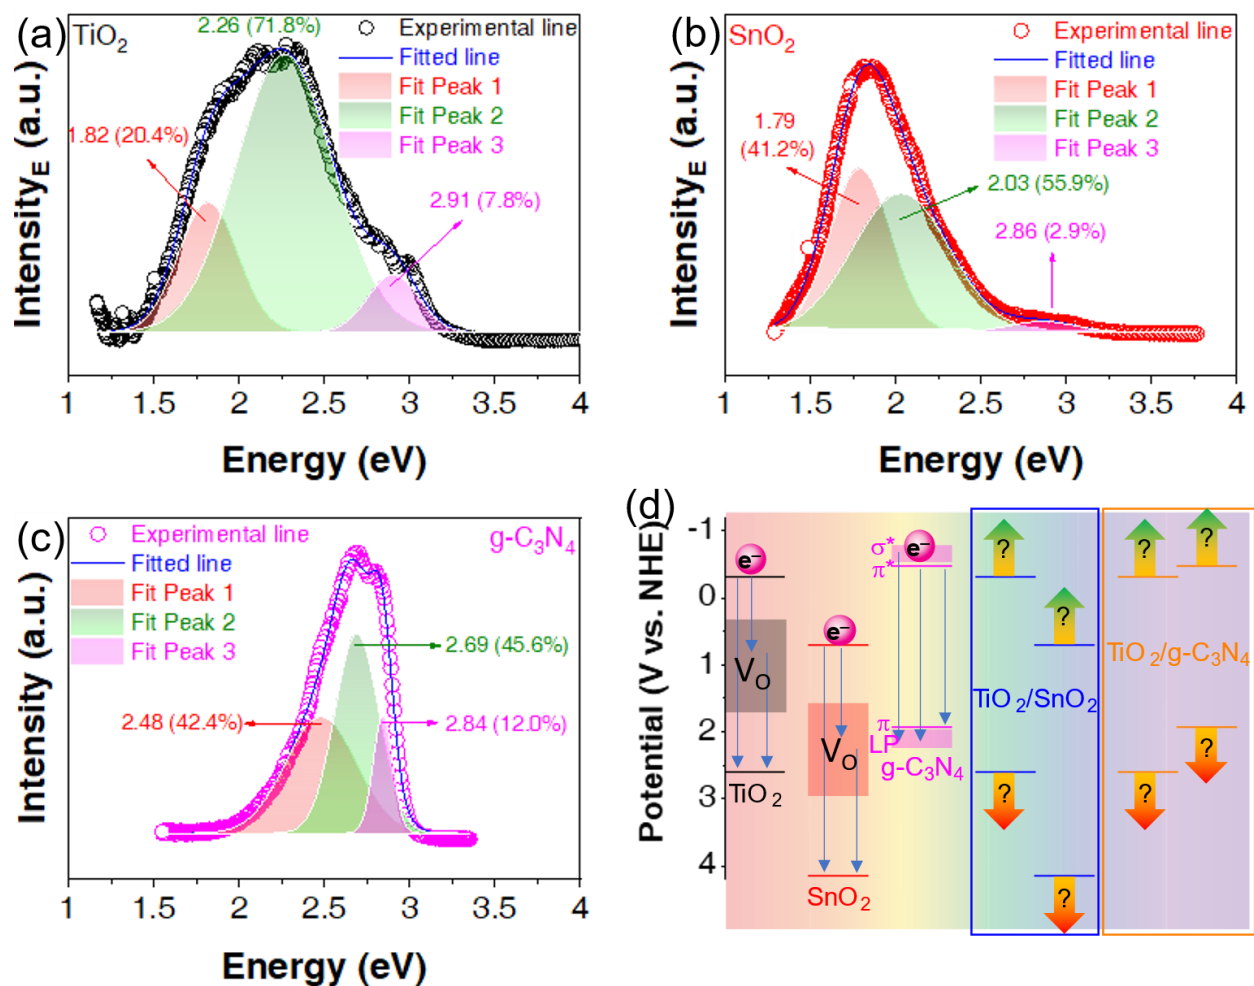 (a)
TiO2
2.26 (71.8%)
Experimental line
Fitted line
Fit Peak 1
Fit Peak 2
Fit Peak 3
1.82 (20.4%)
2.91 (7.8%)
IntensityE (a.u.)
1 1.5 2 2.5 3 3.5 4
Energy (eV)
(b)
SnO2
Experimental line
Fitted line
Fit Peak 1
Fit Peak 2
Fit Peak 3
1.79
(41.2%)
2.03 (55.9%)
2.86 (2.9%)
IntensityE (a.u.)
1 1.5 2 2.5 3 3.5 4
Energy (eV)
(c)
Experimental line
g-C3N4
Fitted line
Fit Peak 1
Fit Peak 2
Fit Peak 3
2.69 (45.6%)
2.48 (42.4%)
2.84 (12.0%)
Intensity (a.u.)
1 1.5 2 2.5 3 3.5 4
Energy (eV)
(d)
Potential (V vs. NHE)
-1
0
1
2
3
4
e−
VO
TiO2
e−
VO
SnO2
σ*
e−
π*
π
LP
g-C3N4
?
?
TiO2/SnO2
?
?
?
?
TiO2/g-C3N4
?
?